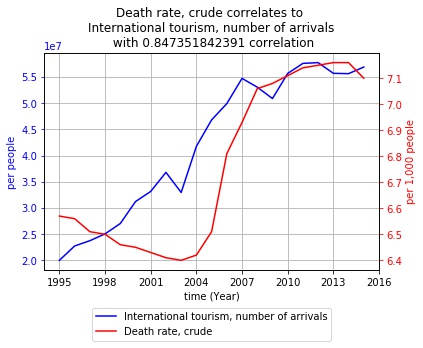 Death rate, crude correlates to
International tourism, number of arrivals
with 0.847351842391 correlation
1e7
5.5
5.0
4.5
4.0
3.5
3.0
2.5
2.0
per people
7.1
7.0
6.9
6.8
6.7
6.6
6.5
6.4
per 1,000 people
1995 1998 2001 2004 2007 2010 2013 2016
time (Year)
International tourism, number of arrivals
Death rate, crude